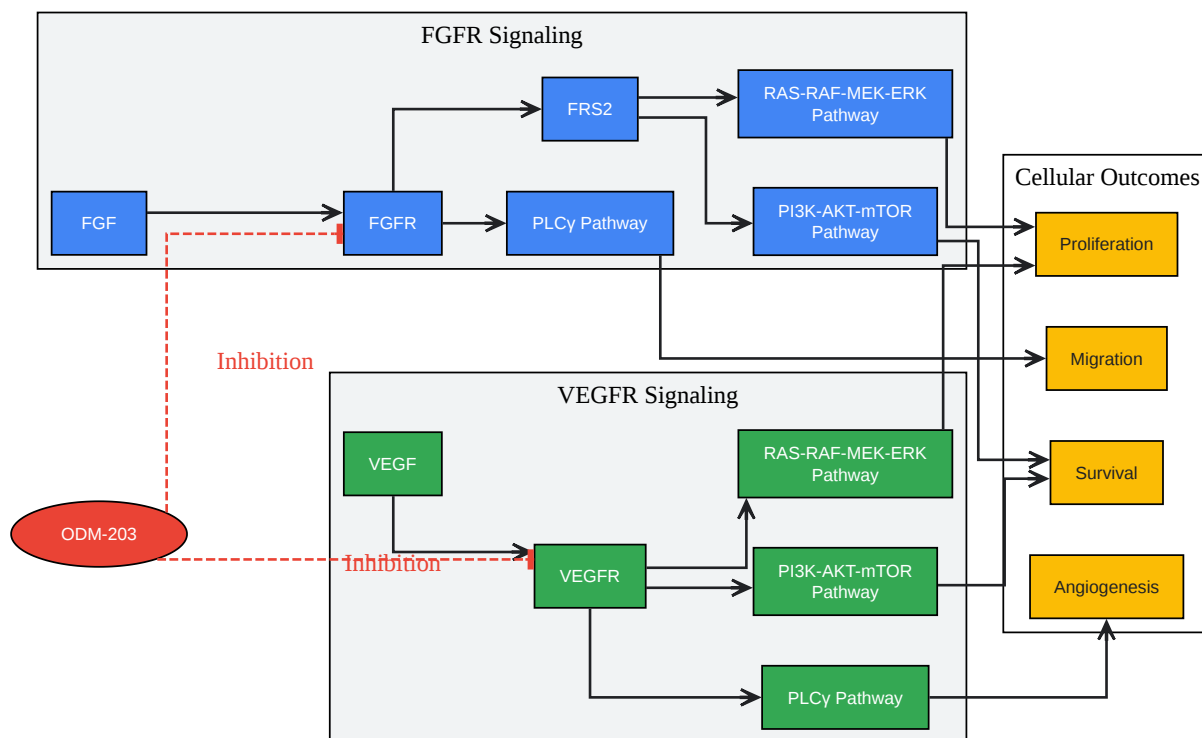 FGFR Signaling
RAS-RAF-MEK-ERK
Pathway
FRS2
Cellular Outcomes
FGF
FGFR
PLCγ Pathway
PI3K-AKT-mTOR
Pathway
Proliferation
Inhibition
Migration
VEGFR Signaling
VEGF
RAS-RAF-MEK-ERK
Pathway
Survival
ODM-203
Inhibition
VEGFR
PI3K-AKT-mTOR
Pathway
Angiogenesis
PLCγ Pathway